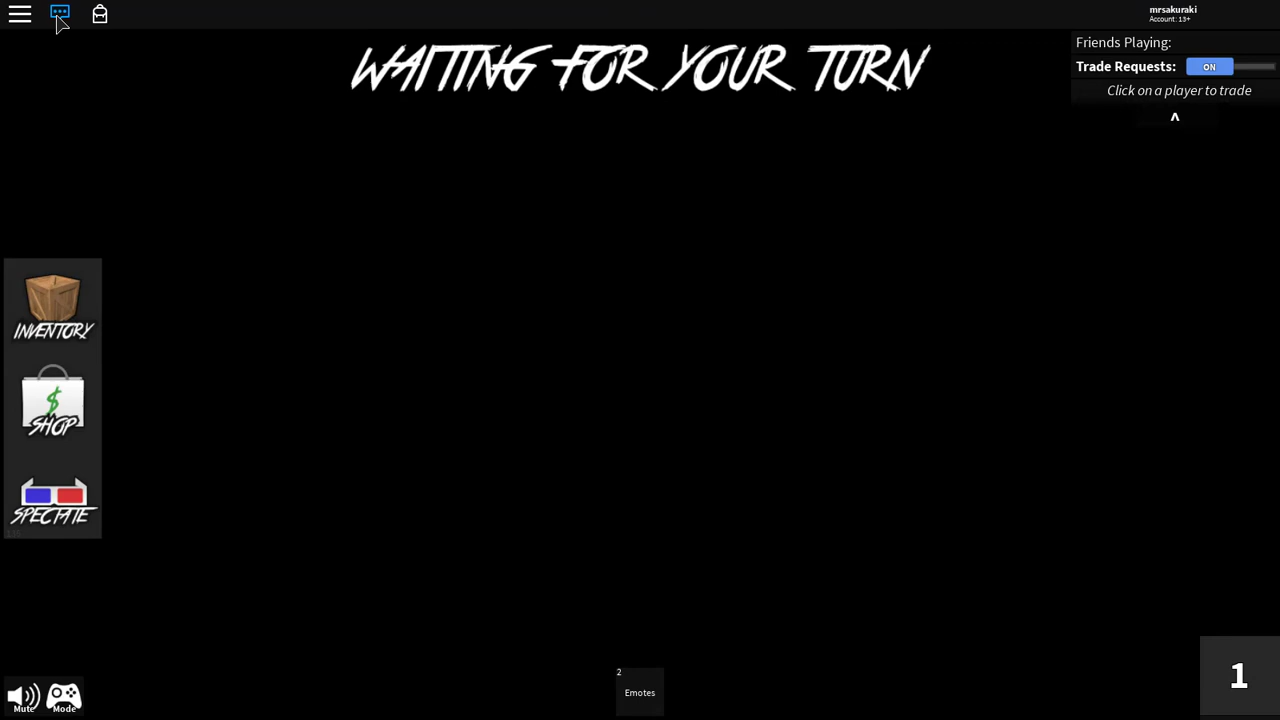 mrsakuraki
Account: 13+
WAITING FOR YOUR TURN
Friends Playing:
Trade Requests: ON
Click on a player to trade
^
INVENTORY
$
SHOP
SPECTATE
2
Emotes
1
Mute
Mode